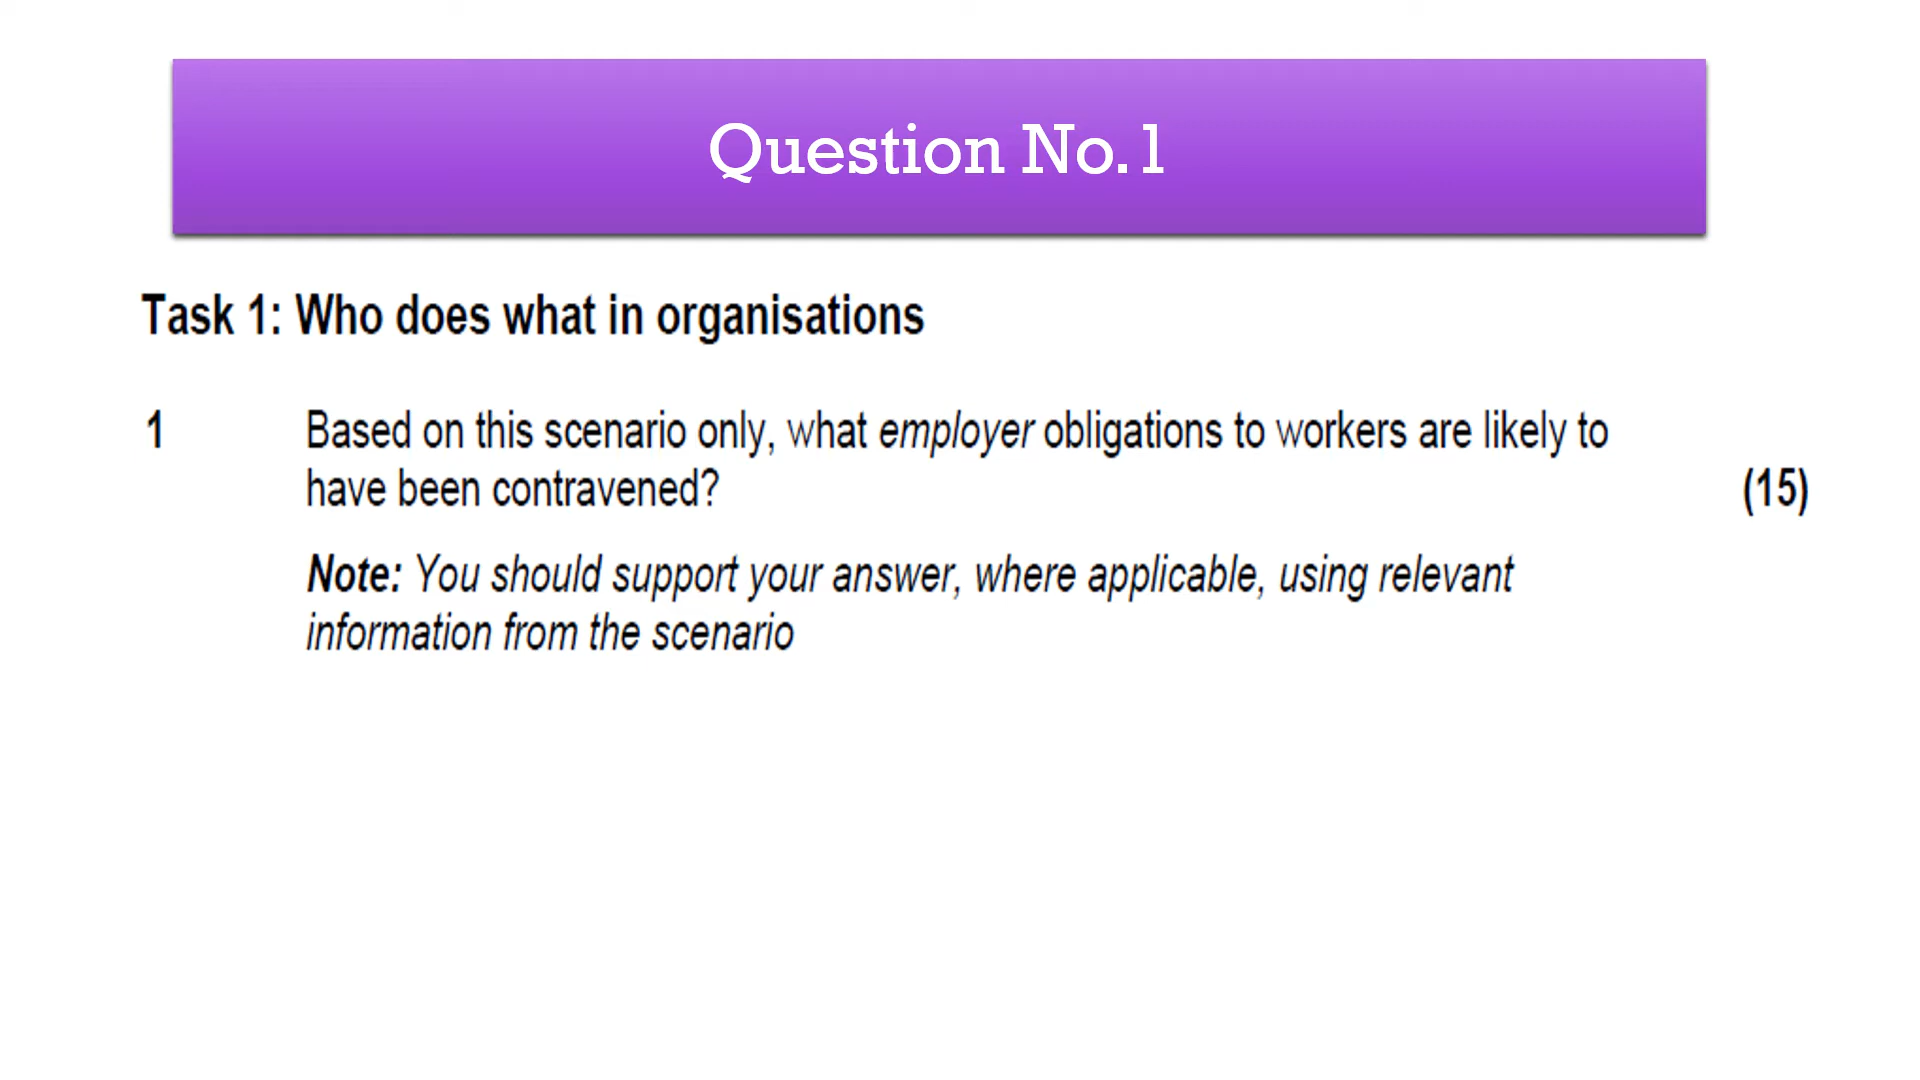 Question No.1
Task 1: Who does what in organisations
1 Based on this scenario only, what employer obligations to workers are likely to
have been contravened? (15)
Note: You should support your answer, where applicable, using relevant
information from the scenario